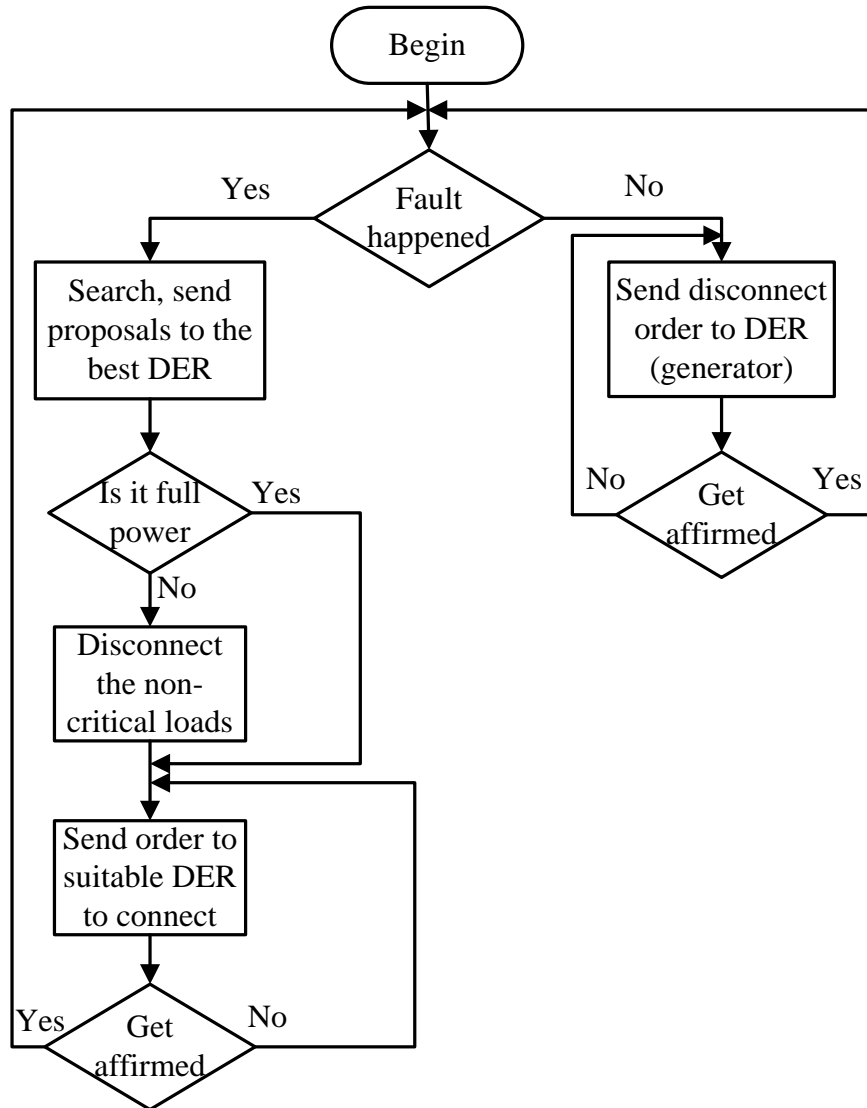 Begin
Yes
No
Fault
happened
Search, send
proposals to the
best DER
Send disconnect
order to DER
(generator)
Is it full
power
Yes
No
Get
affirmed
Yes
No
Disconnect
the non-
critical loads
Send order to
suitable DER
to connect
Yes
Get
affirmed
No